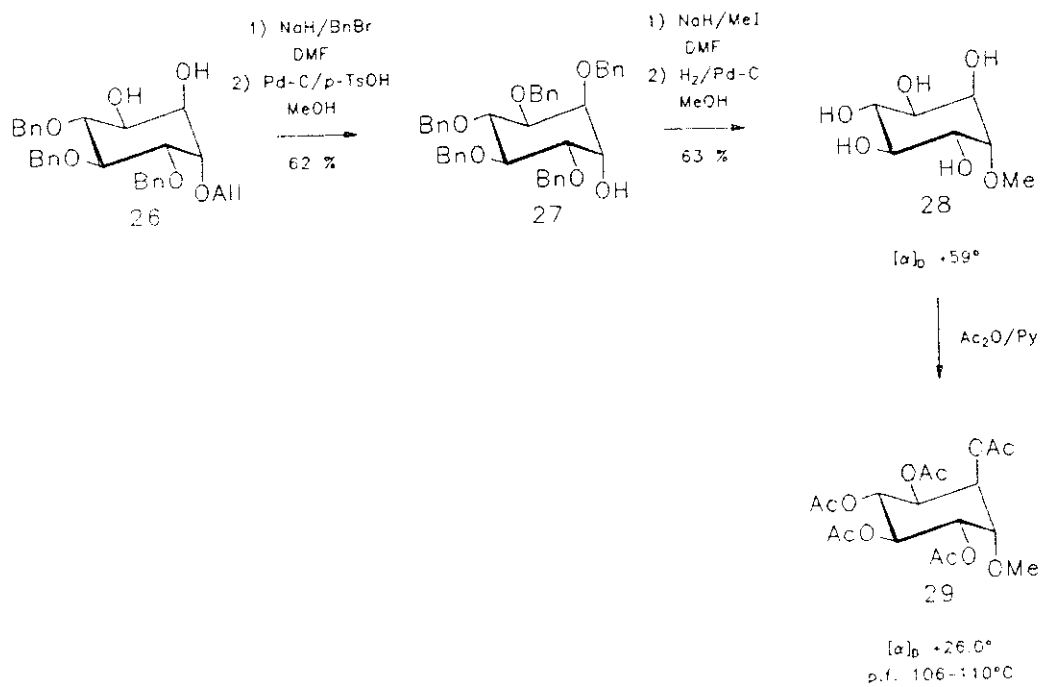 1) NaH/BnBr
DMF
2) Pd-C/p-TsOH
MeOH
62 %
OH
OH
BnO
BnO
BnO
OAll
26
OBn
OBn
BnO
BnO
BnO
OH
27
1) NaH/MeI
DMF
2) H₂/Pd-C
MeOH
63 %
OH
OH
HO
HO
HO
OMe
28
[α]D +59°
Ac₂O/Py
OAc
OAc
AcO
AcO
AcO
OMe
29
[α]D +26.0°
p.f. 106-110°C